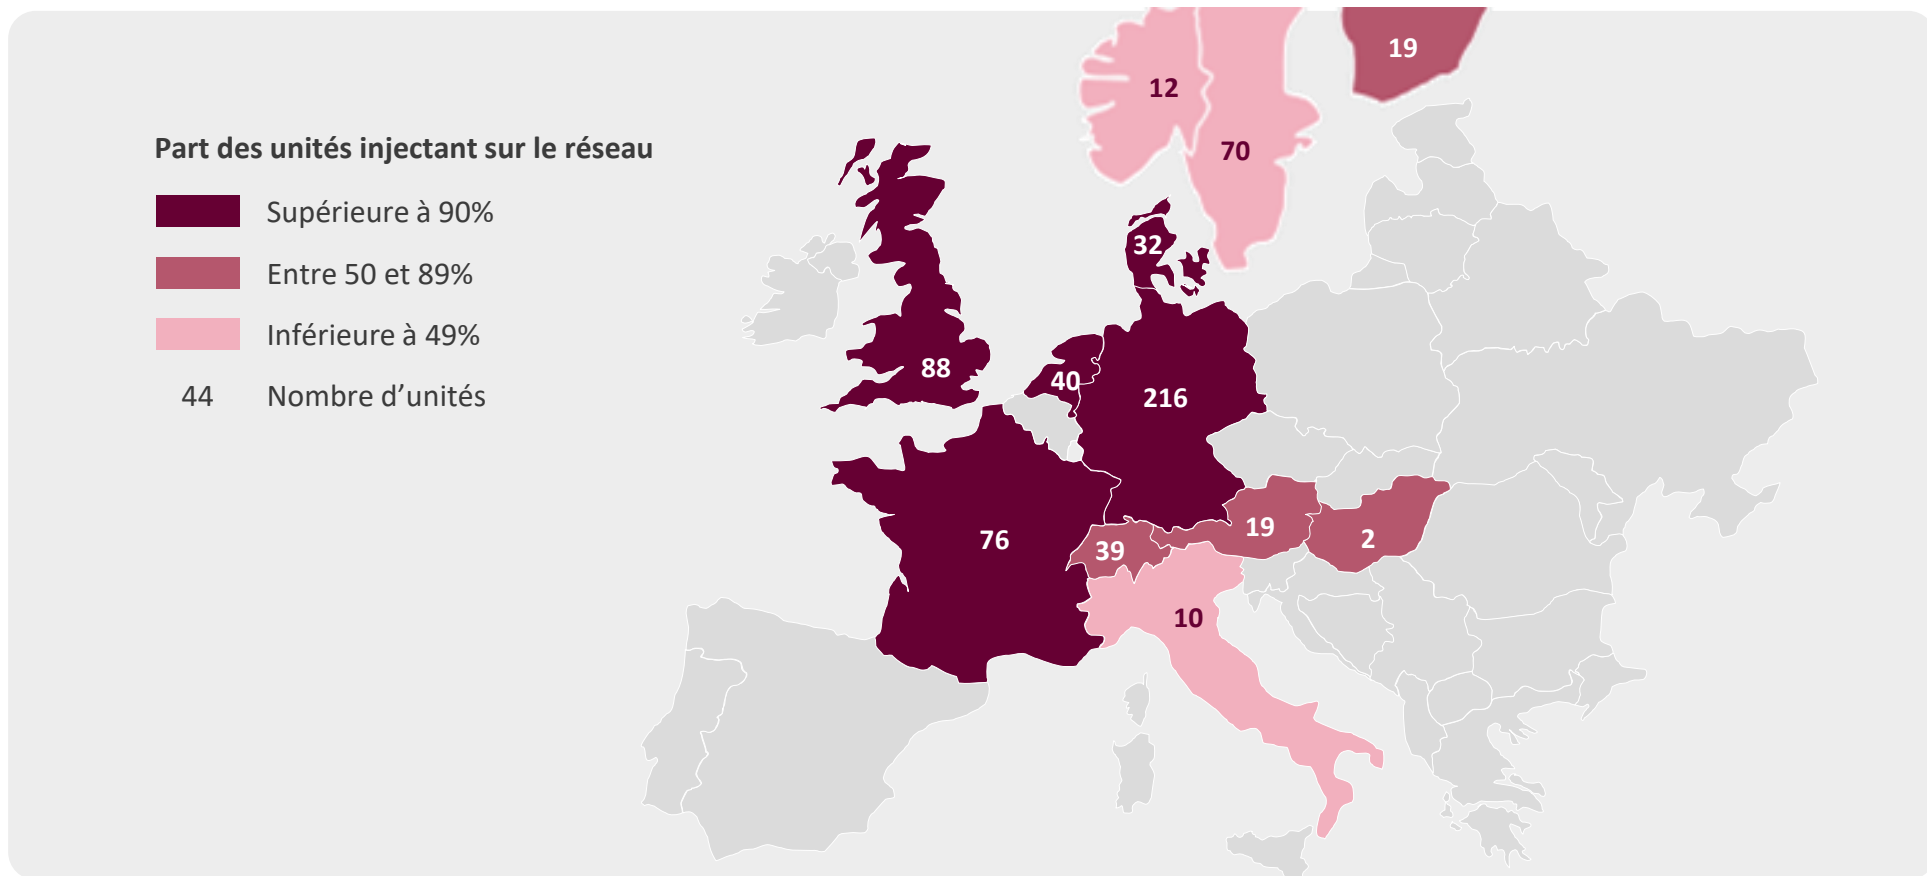 Part des unités injectant sur le réseau
Supérieure à 90%
Entre 50 et 89%
Inférieure à 49%
44 Nombre d’unités
19
12
70
32
88
40
216
76
39
19
2
10